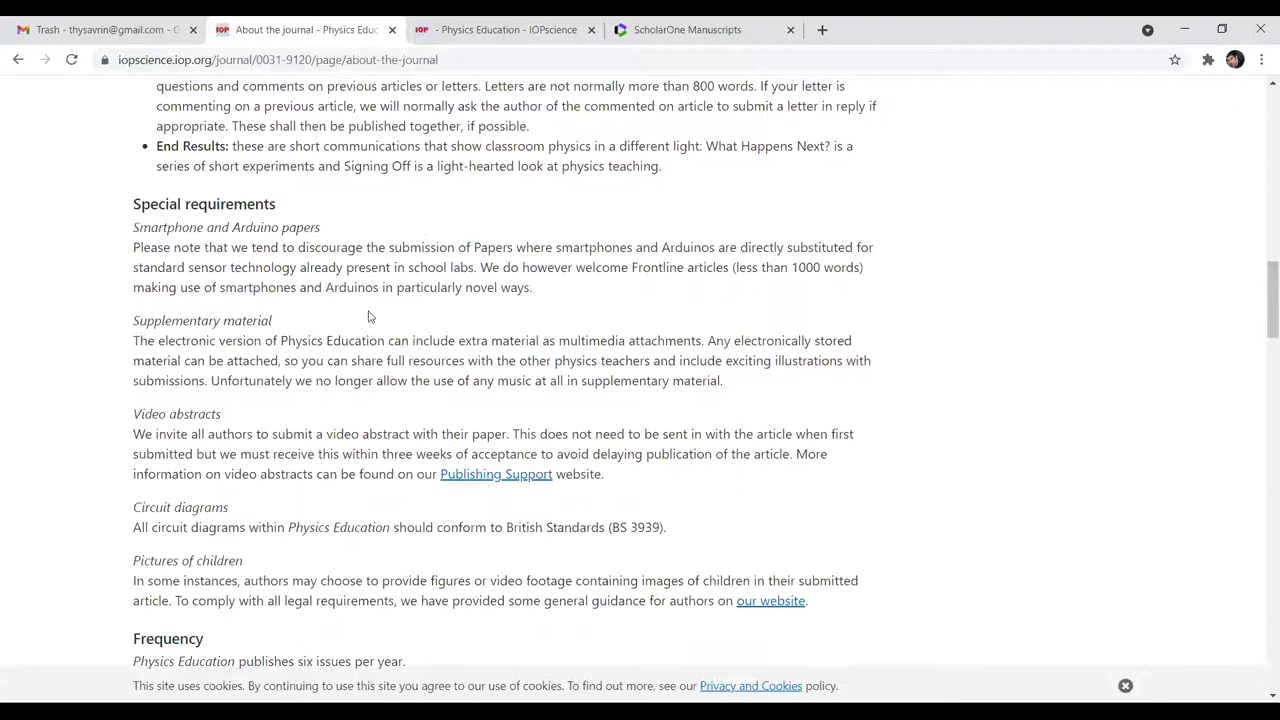 Trash - thysavrin@gmail.com - G
About the journal - Physics Educ
- Physics Education - IOPscience
ScholarOne Manuscripts
iopscience.iop.org/journal/0031-9120/page/about-the-journal
questions and comments on previous articles or letters. Letters are not normally more than 800 words. If your letter is
commenting on a previous article, we will normally ask the author of the commented on article to submit a letter in reply if
appropriate. These shall then be published together, if possible.
• End Results: these are short communications that show classroom physics in a different light: What Happens Next? is a
series of short experiments and Signing Off is a light-hearted look at physics teaching.
Special requirements
Smartphone and Arduino papers
Please note that we tend to discourage the submission of Papers where smartphones and Arduinos are directly substituted for
standard sensor technology already present in school labs. We do however welcome Frontline articles (less than 1000 words)
making use of smartphones and Arduinos in particularly novel ways.
Supplementary material
The electronic version of Physics Education can include extra material as multimedia attachments. Any electronically stored
material can be attached, so you can share full resources with the other physics teachers and include exciting illustrations with
submissions. Unfortunately we no longer allow the use of any music at all in supplementary material.
Video abstracts
We invite all authors to submit a video abstract with their paper. This does not need to be sent in with the article when first
submitted but we must receive this within three weeks of acceptance to avoid delaying publication of the article. More
information on video abstracts can be found on our Publishing Support website.
Circuit diagrams
All circuit diagrams within Physics Education should conform to British Standards (BS 3939).
Pictures of children
In some instances, authors may choose to provide figures or video footage containing images of children in their submitted
article. To comply with all legal requirements, we have provided some general guidance for authors on our website.
Frequency
Physics Education publishes six issues per year.
This site uses cookies. By continuing to use this site you agree to our use of cookies. To find out more, see our Privacy and Cookies policy.